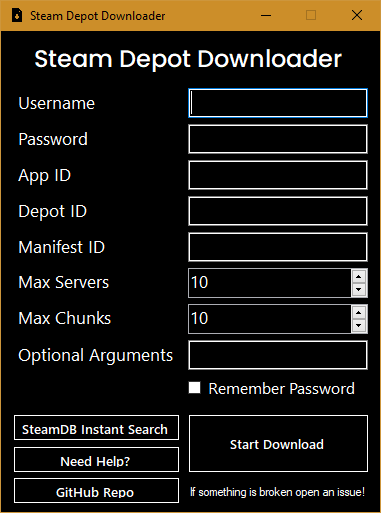 Steam Depot Downloader
Steam Depot Downloader
Username
Password
App ID
Depot ID
Manifest ID
Max Servers 10
Max Chunks 10
Optional Arguments
Remember Password
SteamDB Instant Search
Need Help?
GitHub Repo
Start Download
If something is broken open an issue!